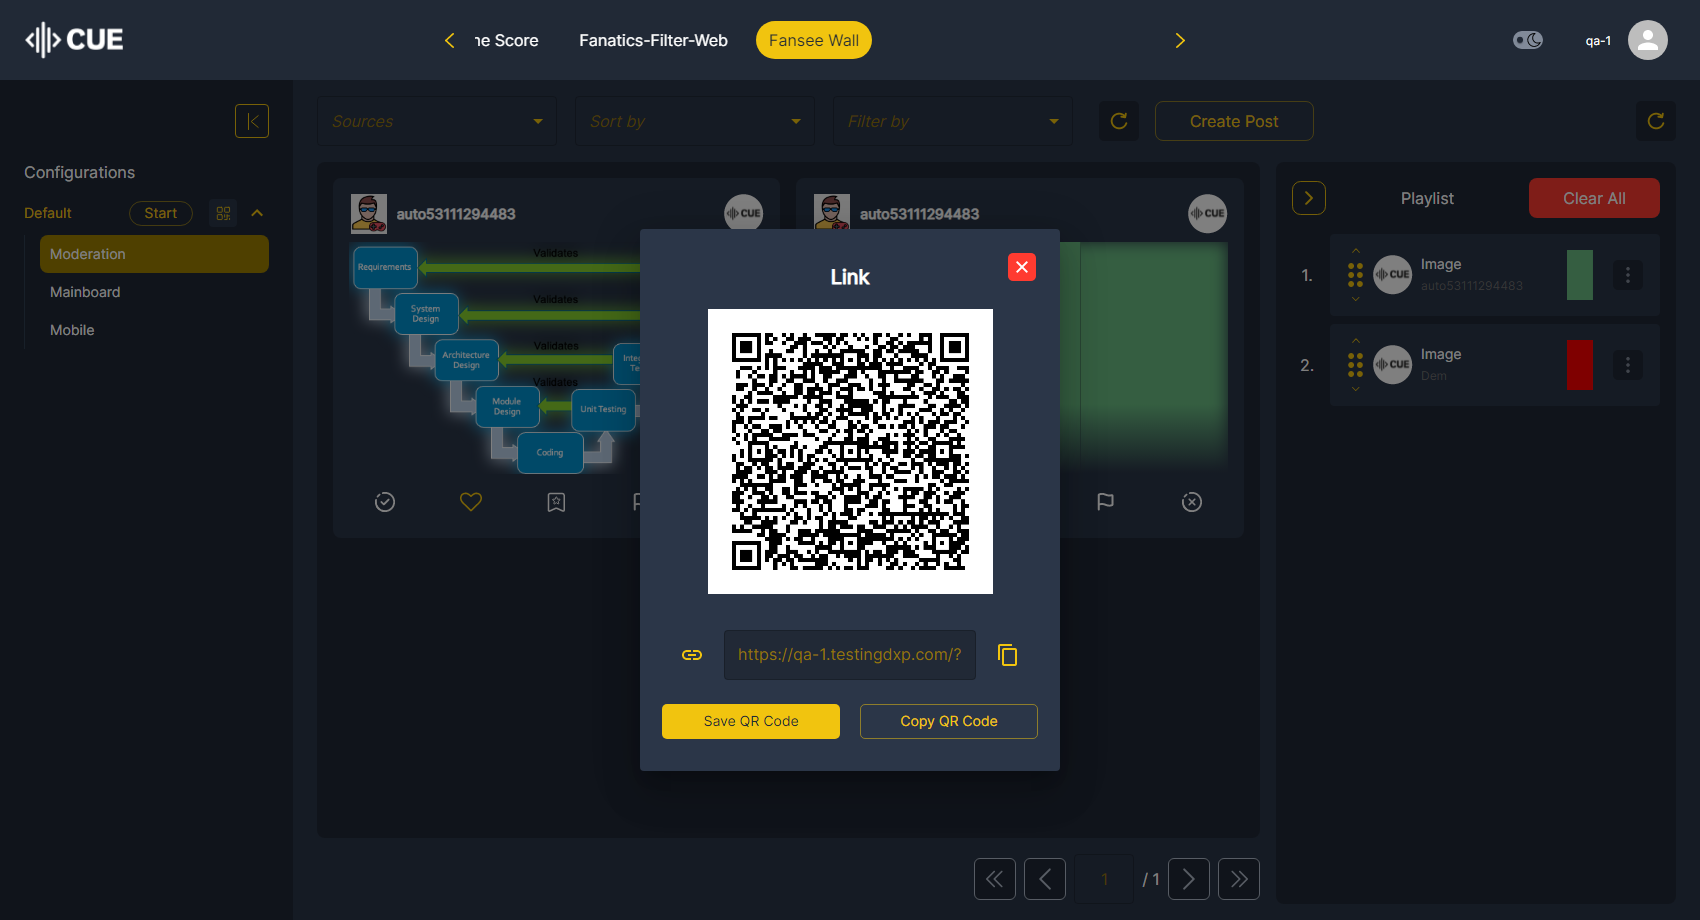 CUE
ne Score
Fanatics-Filter-Web
Fansee Wall
qa-1
Sources
Sort by
Filter by
Create Post
Configurations
Default
Start
Moderation
Mainboard
Mobile
auto53111294483
CUE
Validates
Requirements
Validates
System
Design
Validates
Architecture
Design
Integ
Te
Validates
Module
Design
Unit Testing
Coding
auto53111294483
CUE
Link
https://qa-1.testingdxp.com/?
Save QR Code
Copy QR Code
Playlist
Clear All
1.
CUE
Image
auto53111294483
2.
CUE
Image
Dem
1
/ 1